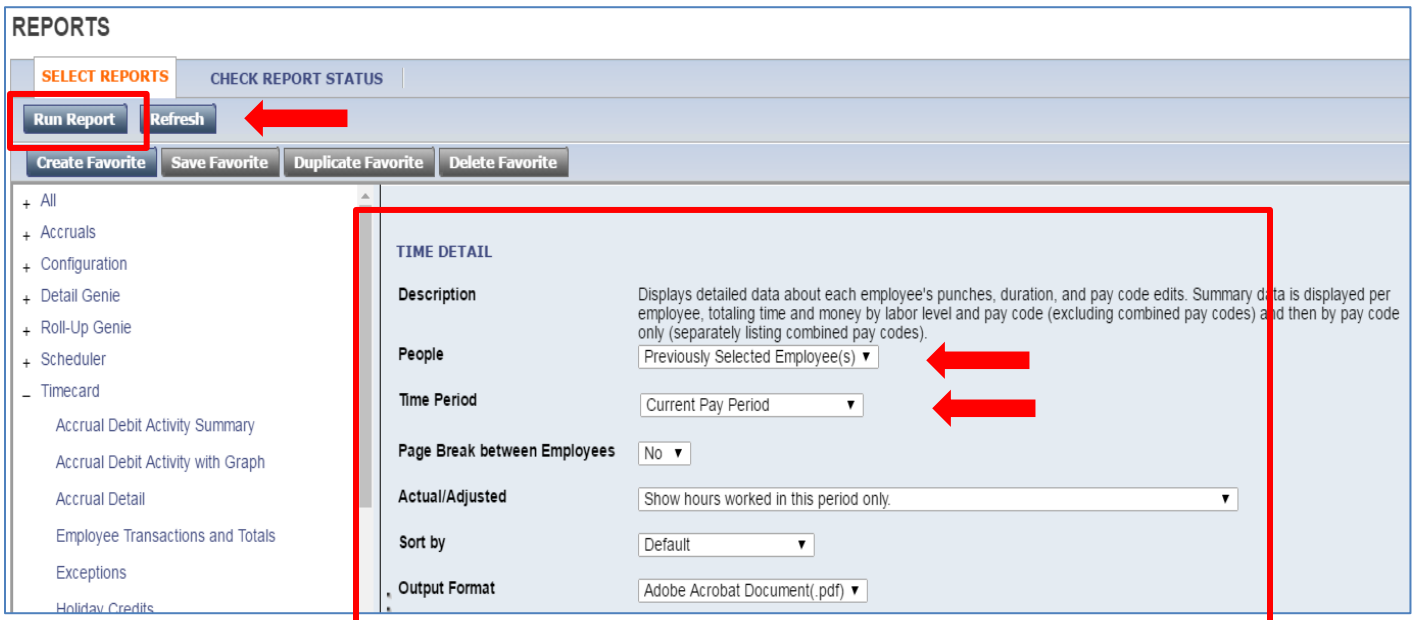 REPORTS
SELECT REPORTS CHECK REPORT STATUS
Run Report Refresh
Create Favorite Save Favorite Duplicate Favorite Delete Favorite
+ All
+ Accruals
+ Configuration
+ Detail Genie
+ Roll-Up Genie
+ Scheduler
− Timecard
Accrual Debit Activity Summary
Accrual Debit Activity with Graph
Accrual Detail
Employee Transactions and Totals
Exceptions
Holiday Credits
TIME DETAIL
Description Displays detailed data about each employee's punches, duration, and pay code edits. Summary data is displayed per
employee, totaling time and money by labor level and pay code (excluding combined pay codes) and then by pay code
only (separately listing combined pay codes).
People Previously Selected Employee(s)
Time Period Current Pay Period
Page Break between Employees No
Actual/Adjusted Show hours worked in this period only.
Sort by Default
Output Format Adobe Acrobat Document(.pdf)